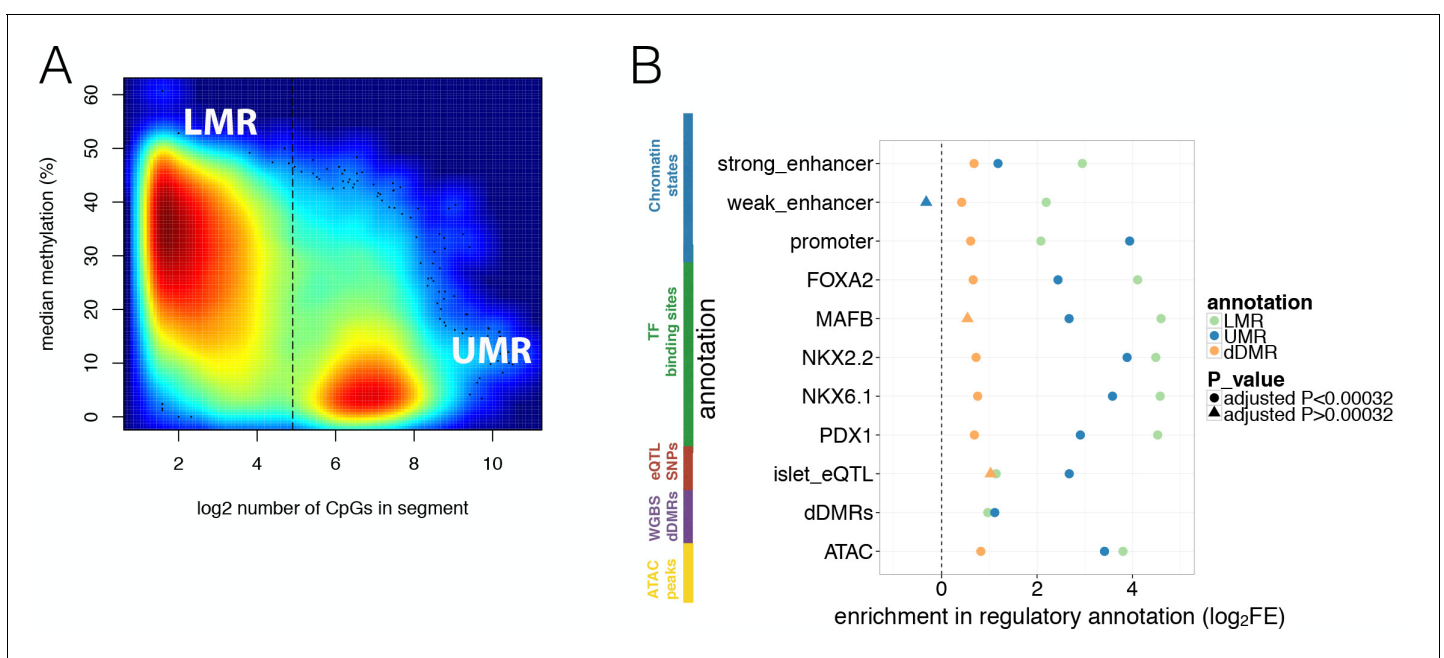 A
LMR
UMR
60
50
40
30
20
10
0
median methylation (%)
2 4 6 8 10
log2 number of CpGs in segment
B
Chromatin
states
TF
binding sites
eQTL
SNPs
WGBS
dDMRs
ATAC
peaks
annotation
strong_enhancer
weak_enhancer
promoter
FOXA2
MAFB
NKX2.2
NKX6.1
PDX1
islet_eQTL
dDMRs
ATAC
0 2 4
enrichment in regulatory annotation (log₂FE)
annotation
LMR
UMR
dDMR
P_value
adjusted P<0.00032
adjusted P>0.00032